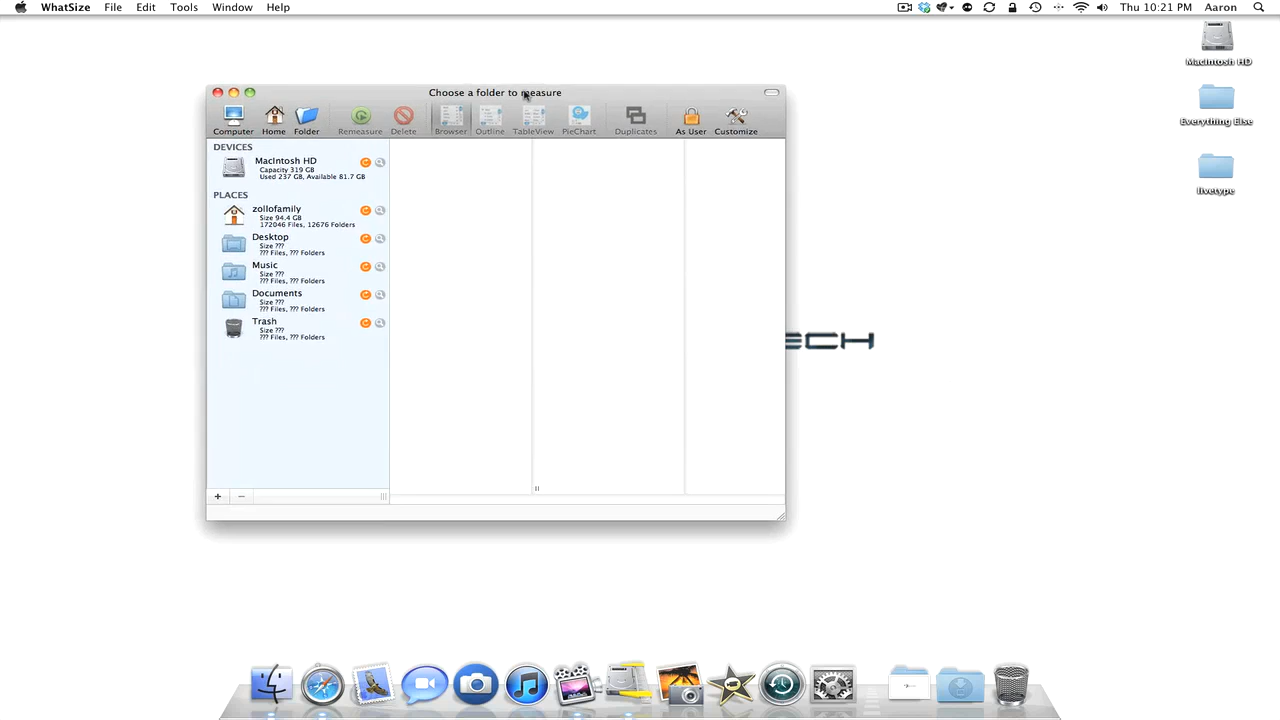 WhatSize File Edit Tools Window Help Thu 10:21 PM Aaron
Macintosh HD
Everything Else
livetype
Choose a folder to measure
Computer Home Folder Remeasure Delete Browser Outline TableView PieChart Duplicates As User Customize
DEVICES
MacIntosh HD
Capacity 319 GB
Used 237 GB, Available 81.7 GB
PLACES
zollofamily
Size 94.4 GB
172046 Files, 12676 Folders
Desktop
Size ???
??? Files, ??? Folders
Music
Size ???
??? Files, ??? Folders
Documents
Size ???
??? Files, ??? Folders
Trash
Size ???
??? Files, ??? Folders
ECH